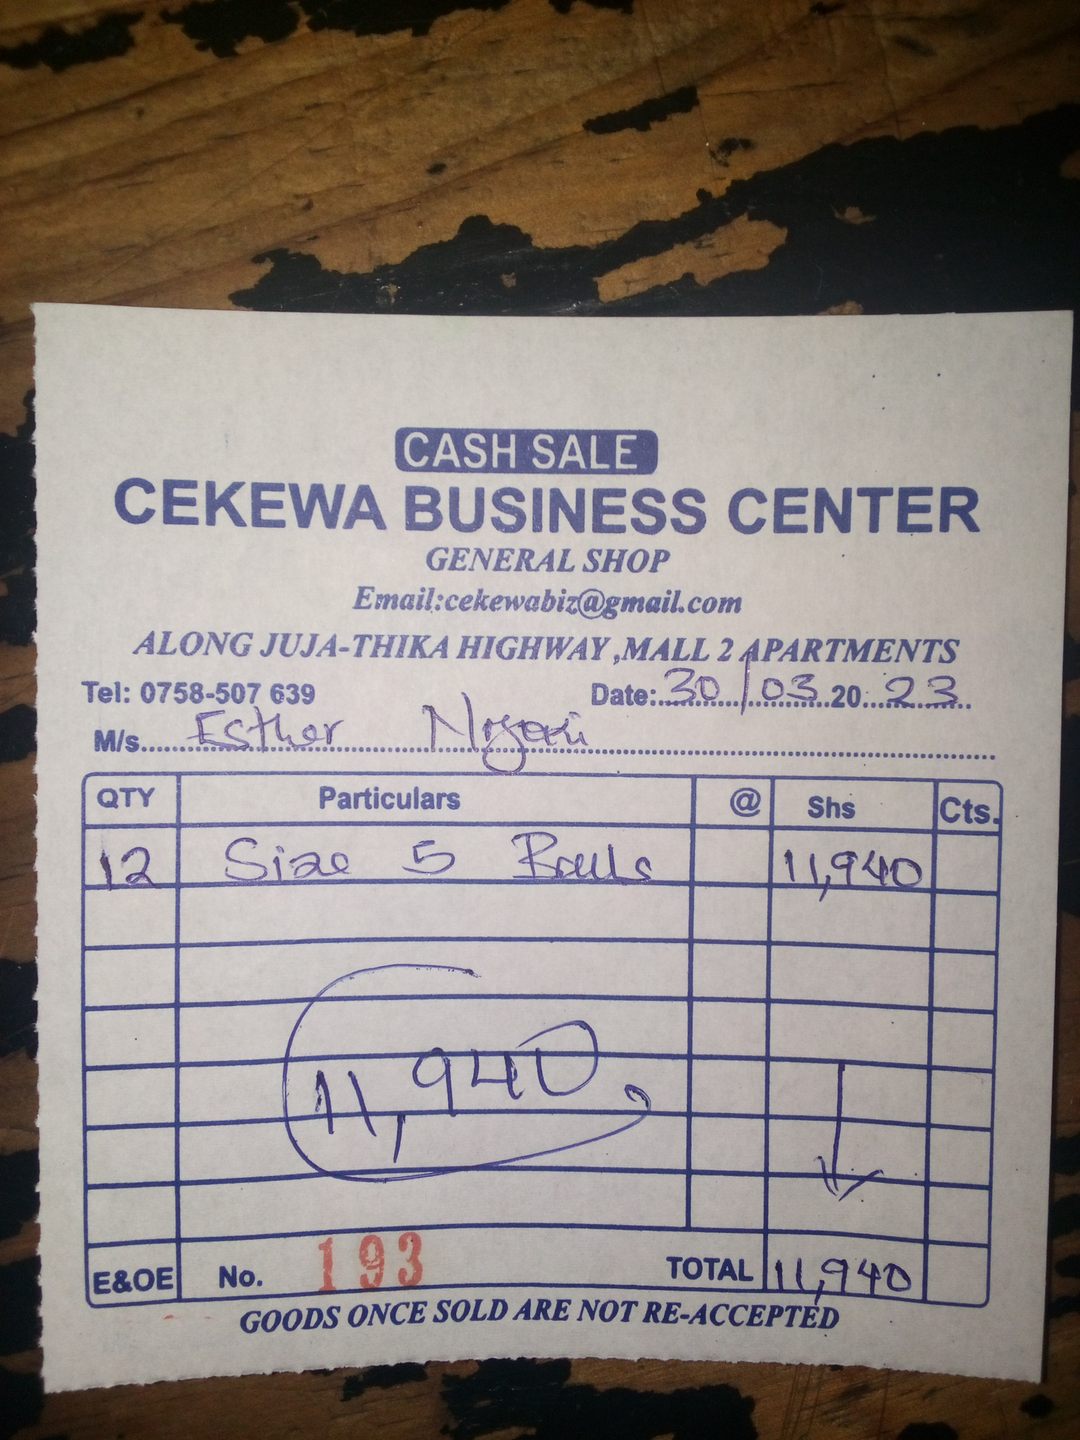 CASH SALE
CEKEWA BUSINESS CENTER
GENERAL SHOP
Email:cekewabiz@gmail.com
ALONG JUJA-THIKA HIGHWAY ,MALL 2 APARTMENTS
Tel: 0758-507 639 Date: 30/03 20 23
M/s. Esther
QTY Particulars @ Shs Cts.
12 Size 5 Balls 11,940
11,940
E&OE No. 193 TOTAL 11,940
GOODS ONCE SOLD ARE NOT RE-ACCEPTED